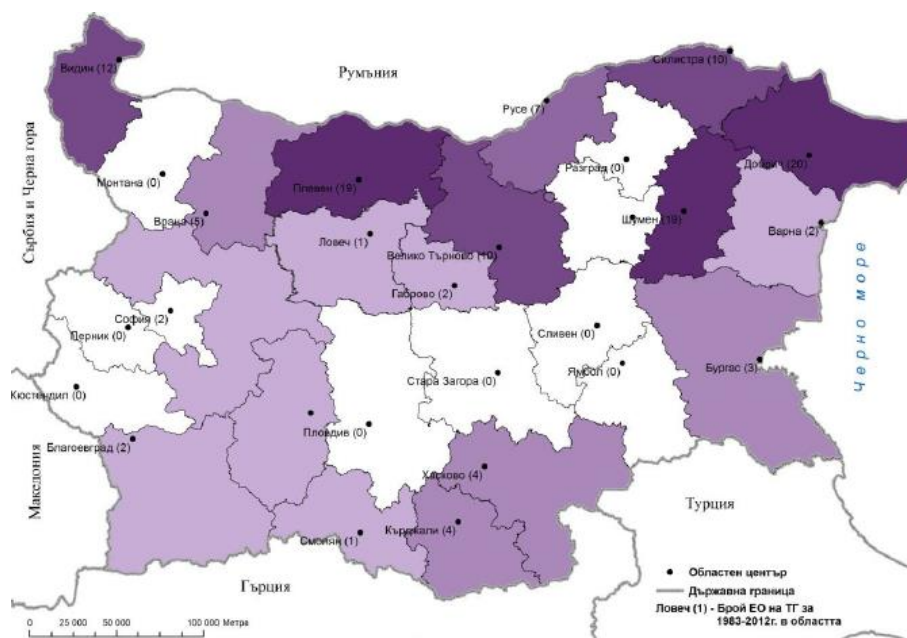 Румъния
Видин (12)
Силистра (10)
Русе (7)
Сърбия и Черна гора
Монтана (0)
Плевен (19)
Разград (0)
Добрич (20)
Враца (5)
Шумен (19)
Варна (2)
Ловеч (1)
Велико Търново (10)
Габрово (2)
Черно море
София (2)
Перник (0)
Сливен (0)
Кюстендил (0)
Стара Загора (0)
Ямбол (0)
Бургас (3)
Благоевград (2)
Пловдив (0)
Македония
Хасково (4)
Турция
Смолян (1)
Кърджали (4)
Гърция
Областен център
Държавна граница
Ловеч (1) - Брой ЕО на ТГ за
1983-2012г. в областта
0 25 000 50 000 100 000 Метра